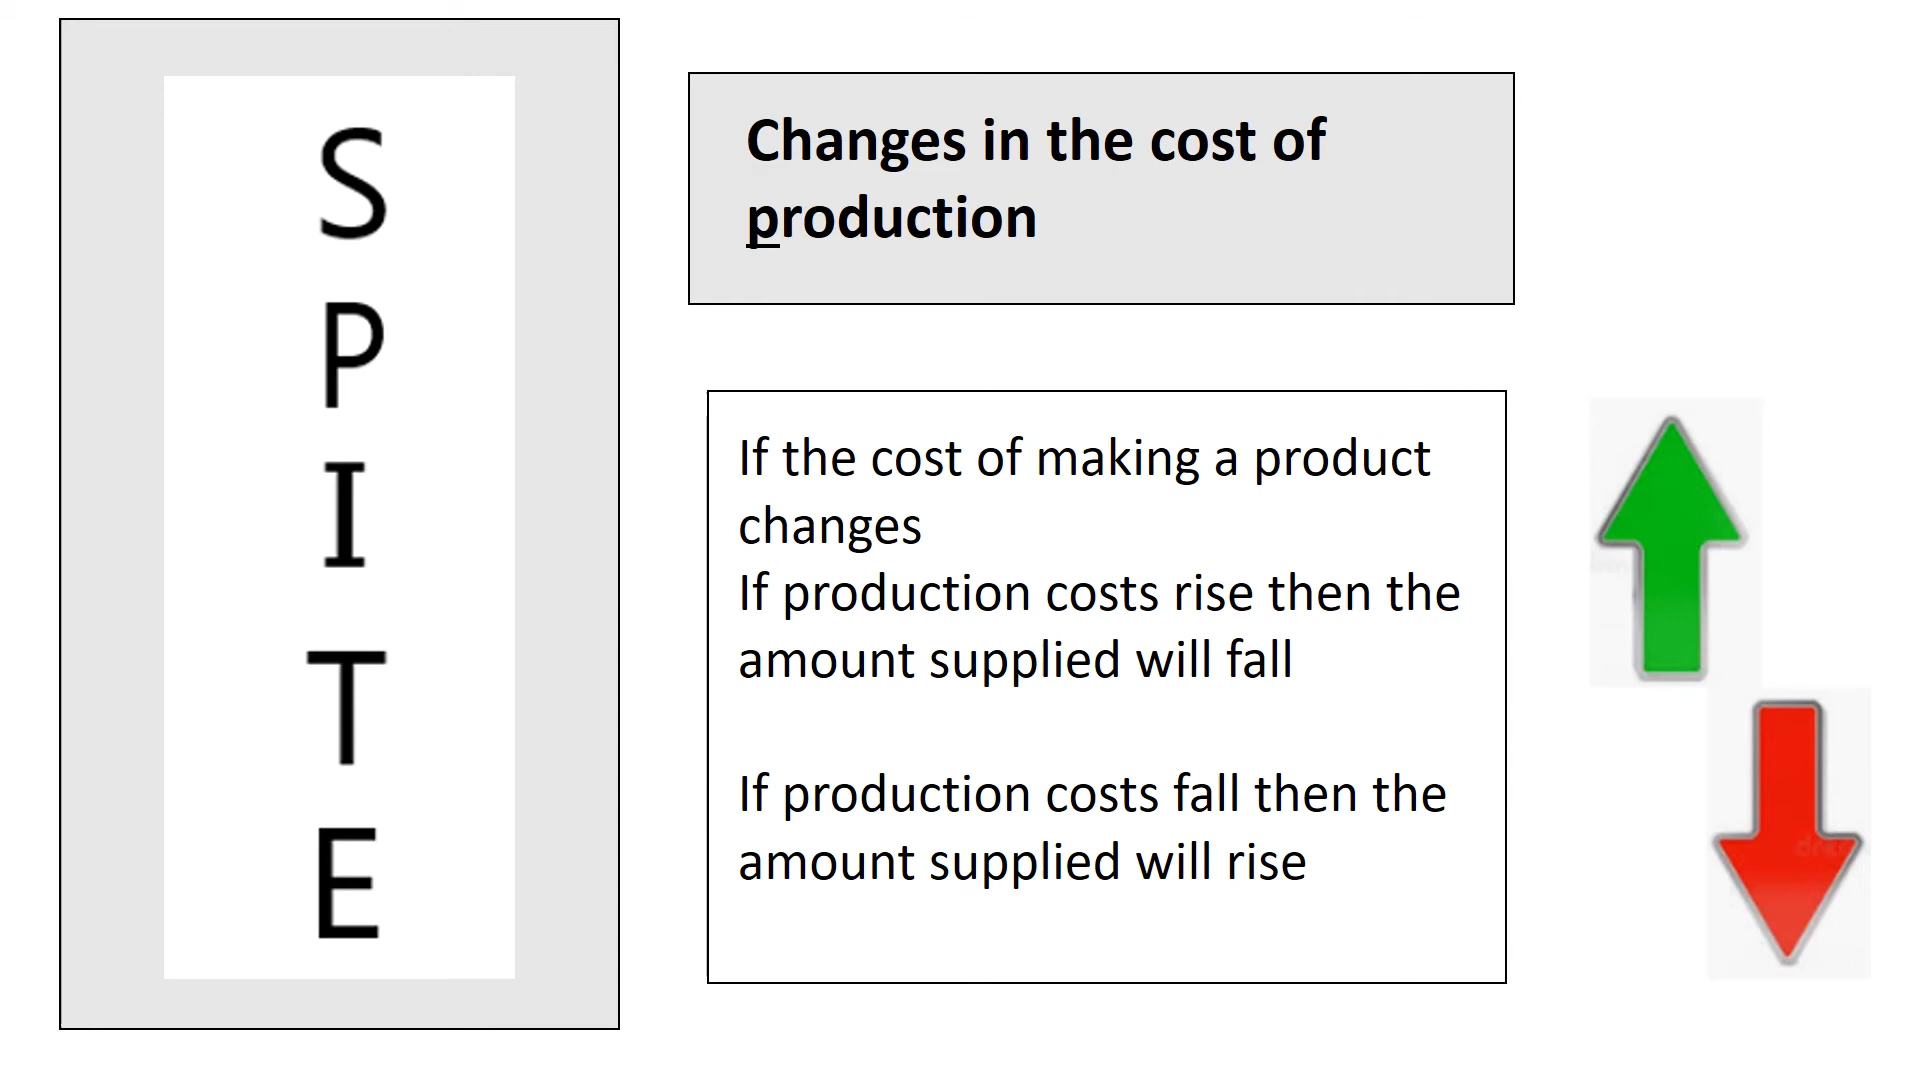 S
P
I
T
E
Changes in the cost of
production
If the cost of making a product
changes
If production costs rise then the
amount supplied will fall
If production costs fall then the
amount supplied will rise